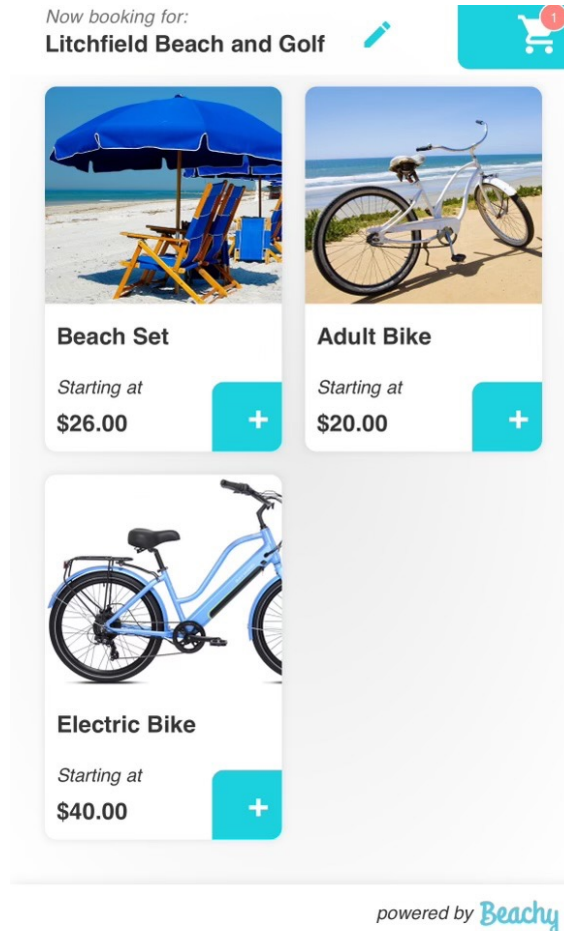 Now booking for:
Litchfield Beach and Golf
1
Beach Set
Starting at
$26.00
+
Adult Bike
Starting at
$20.00
+
Electric Bike
Starting at
$40.00
+
powered by Beachy